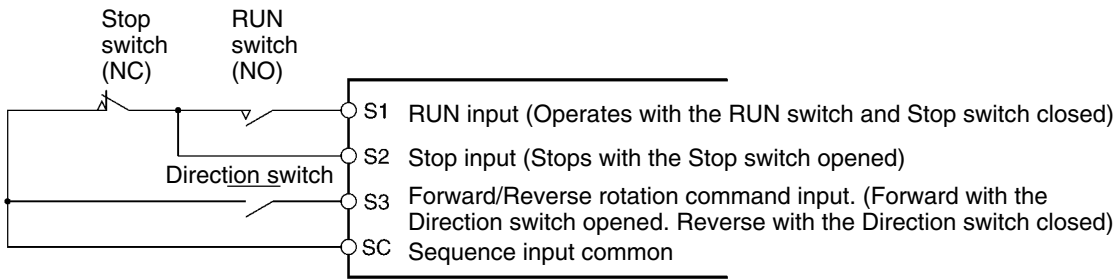 Stop
switch
(NC)
RUN
switch
(NO)
S1 RUN input (Operates with the RUN switch and Stop switch closed)
S2 Stop input (Stops with the Stop switch opened)
Direction switch
S3 Forward/Reverse rotation command input. (Forward with the
Direction switch opened. Reverse with the Direction switch closed)
SC Sequence input common